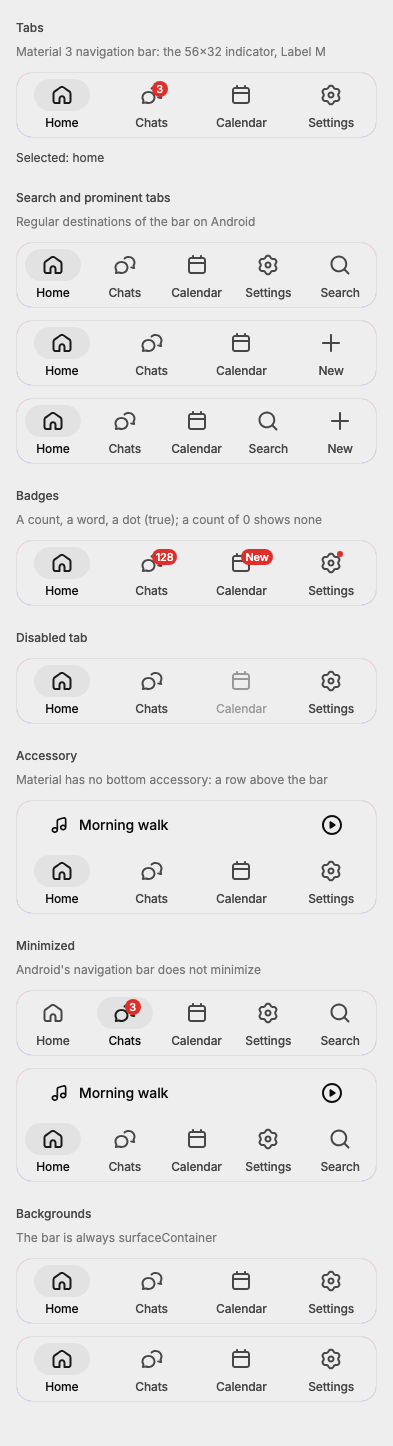 Tabs
Material 3 navigation bar: the 56×32 indicator, Label M
3
Home Chats Calendar Settings
Selected: home
Search and prominent tabs
Regular destinations of the bar on Android
Home Chats Calendar Settings Search
Home Chats Calendar New
Home Chats Calendar Search New
Badges
A count, a word, a dot (true); a count of 0 shows none
128 New
Home Chats Calendar Settings
Disabled tab
Home Chats Calendar Settings
Accessory
Material has no bottom accessory: a row above the bar
Morning walk
Home Chats Calendar Settings
Minimized
Android's navigation bar does not minimize
3
Home Chats Calendar Settings Search
Morning walk
Home Chats Calendar Settings Search
Backgrounds
The bar is always surfaceContainer
Home Chats Calendar Settings
Home Chats Calendar Settings